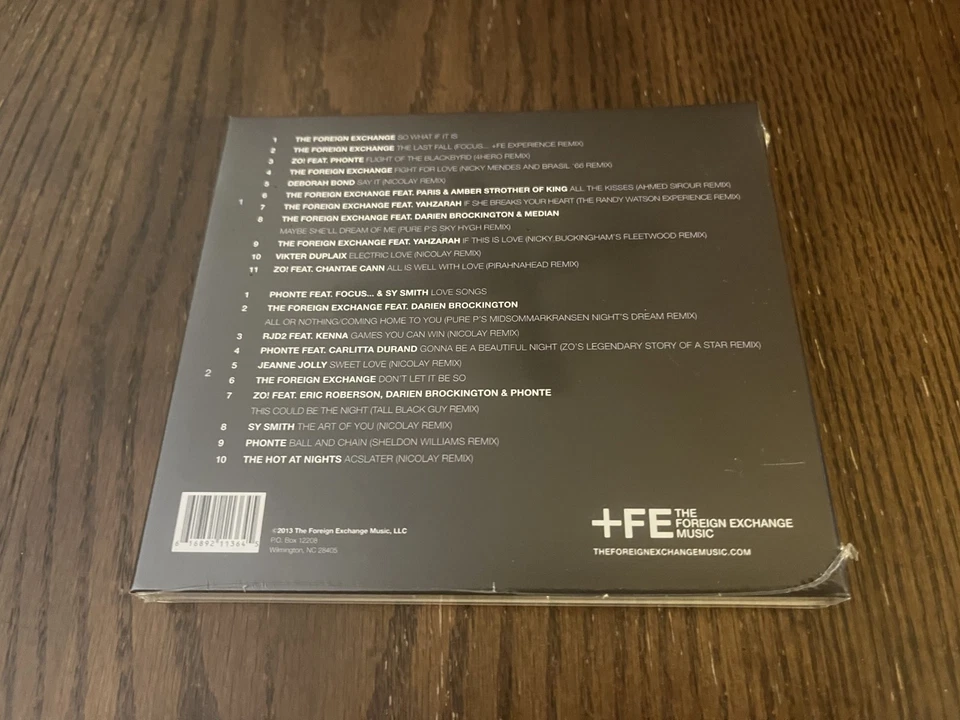 1
1 THE FOREIGN EXCHANGE SO WHAT IF IT IS
2 THE FOREIGN EXCHANGE THE LAST FALL (FOCUS... +FE EXPERIENCE REMIX)
3 ZO! FEAT. PHONTE FLIGHT OF THE BLACKBYRD (4HERO REMIX)
4 THE FOREIGN EXCHANGE FIGHT FOR LOVE (NICKY MENDES AND BRASIL '66 REMIX)
5 DEBORAH BOND SAY IT (NICOLAY REMIX)
6 THE FOREIGN EXCHANGE FEAT. PARIS & AMBER STROTHER OF KING ALL THE KISSES (AHMED SIROUR REMIX)
7 THE FOREIGN EXCHANGE FEAT. YAHZARAH IF SHE BREAKS YOUR HEART (THE RANDY WATSON EXPERIENCE REMIX)
8 THE FOREIGN EXCHANGE FEAT. DARIEN BROCKINGTON & MEDIAN
MAYBE SHE'LL DREAM OF ME (PURE P'S SKY HYGH REMIX)
9 THE FOREIGN EXCHANGE FEAT. YAHZARAH IF THIS IS LOVE (NICKY BUCKINGHAM'S FLEETWOOD REMIX)
10 VIKTER DUPLAIX ELECTRIC LOVE (NICOLAY REMIX)
11 ZO! FEAT. CHANTAE CANN ALL IS WELL WITH LOVE (PIRAHNAHEAD REMIX)
2
1 PHONTE FEAT. FOCUS... & SY SMITH LOVE SONGS
2 THE FOREIGN EXCHANGE FEAT. DARIEN BROCKINGTON
ALL OR NOTHING/COMING HOME TO YOU (PURE P'S MIDSOMMARKRANSEN NIGHT'S DREAM REMIX)
3 RJD2 FEAT. KENNA GAMES YOU CAN WIN (NICOLAY REMIX)
4 PHONTE FEAT. CARLITTA DURAND GONNA BE A BEAUTIFUL NIGHT (ZO'S LEGENDARY STORY OF A STAR REMIX)
5 JEANNE JOLLY SWEET LOVE (NICOLAY REMIX)
6 THE FOREIGN EXCHANGE DON'T LET IT BE SO
7 ZO! FEAT. ERIC ROBERSON, DARIEN BROCKINGTON & PHONTE
THIS COULD BE THE NIGHT (TALL BLACK GUY REMIX)
8 SY SMITH THE ART OF YOU (NICOLAY REMIX)
9 PHONTE BALL AND CHAIN (SHELDON WILLIAMS REMIX)
10 THE HOT AT NIGHTS ACSLATER (NICOLAY REMIX)
8 16892 11364 5
©2013 The Foreign Exchange Music, LLC
P.O. Box 12208
Wilmington, NC 28405
+FE THE
FOREIGN EXCHANGE
MUSIC
THEFOREIGNEXCHANGEMUSIC.COM